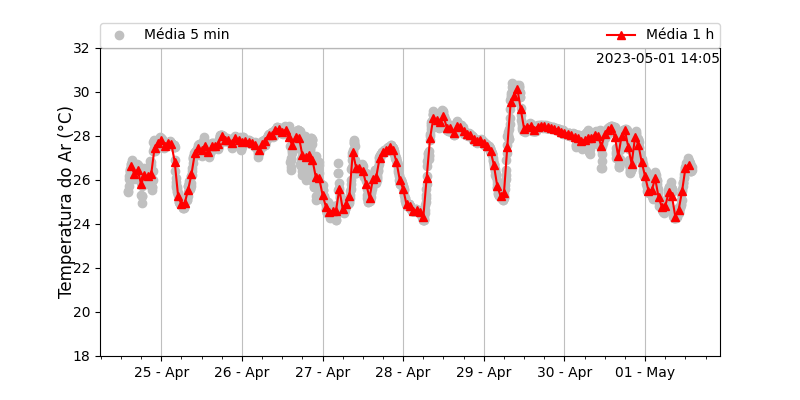 Média 5 min
Média 1 h
2023-05-01 14:05
Temperatura do Ar (°C)
32
30
28
26
24
22
20
18
25 - Apr
26 - Apr
27 - Apr
28 - Apr
29 - Apr
30 - Apr
01 - May